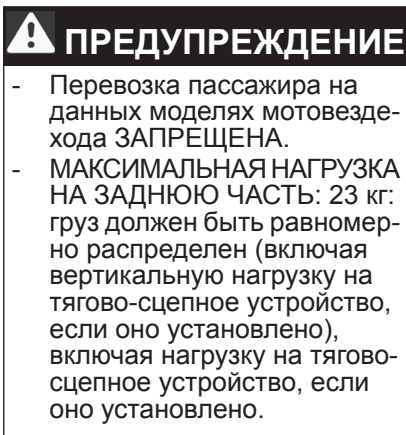 ПРЕДУПРЕЖДЕНИЕ
- Перевозка пассажира на
данных моделях мотовезде-
хода ЗАПРЕЩЕНА.
- МАКСИМАЛЬНАЯ НАГРУЗКА
НА ЗАДНЮЮ ЧАСТЬ: 23 кг:
груз должен быть равномер-
но распределен (включая
вертикальную нагрузку на
тягово-сцепное устройство,
если оно установлено),
включая нагрузку на тягово-
сцепное устройство, если
оно установлено.